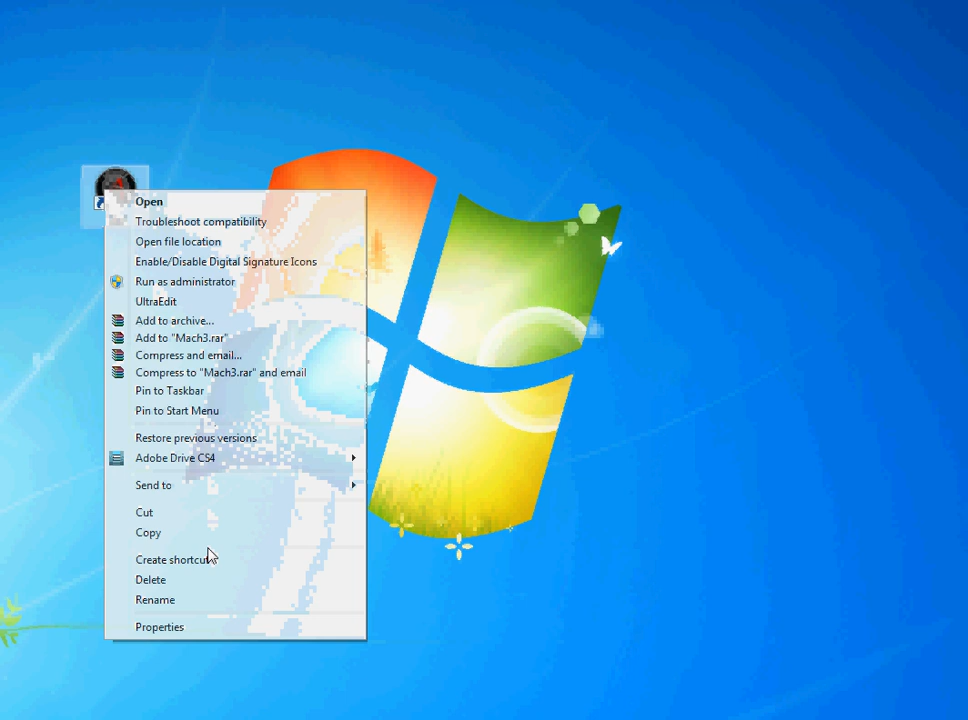 Open
Troubleshoot compatibility
Open file location
Enable/Disable Digital Signature Icons
Run as administrator
UltraEdit
Add to archive...
Add to "Mach3.rar"
Compress and email...
Compress to "Mach3.rar" and email
Pin to Taskbar
Pin to Start Menu
Restore previous versions
Adobe Drive CS4
Send to
Cut
Copy
Create shortcut
Delete
Rename
Properties